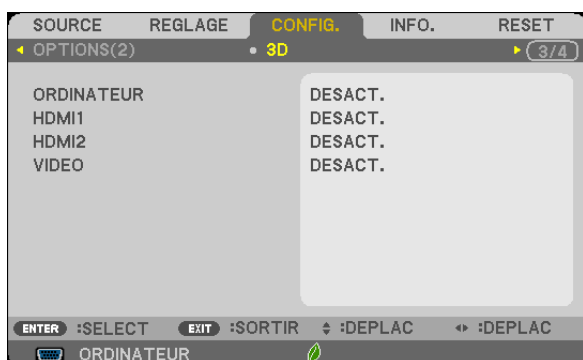 SOURCE REGLAGE CONFIG. INFO. RESET
OPTIONS(2) 3D 3/4
ORDINATEUR DESACT.
HDMI1 DESACT.
HDMI2 DESACT.
VIDEO DESACT.
ENTER :SELECT EXIT :SORTIR :DEPLAC :DEPLAC
ORDINATEUR